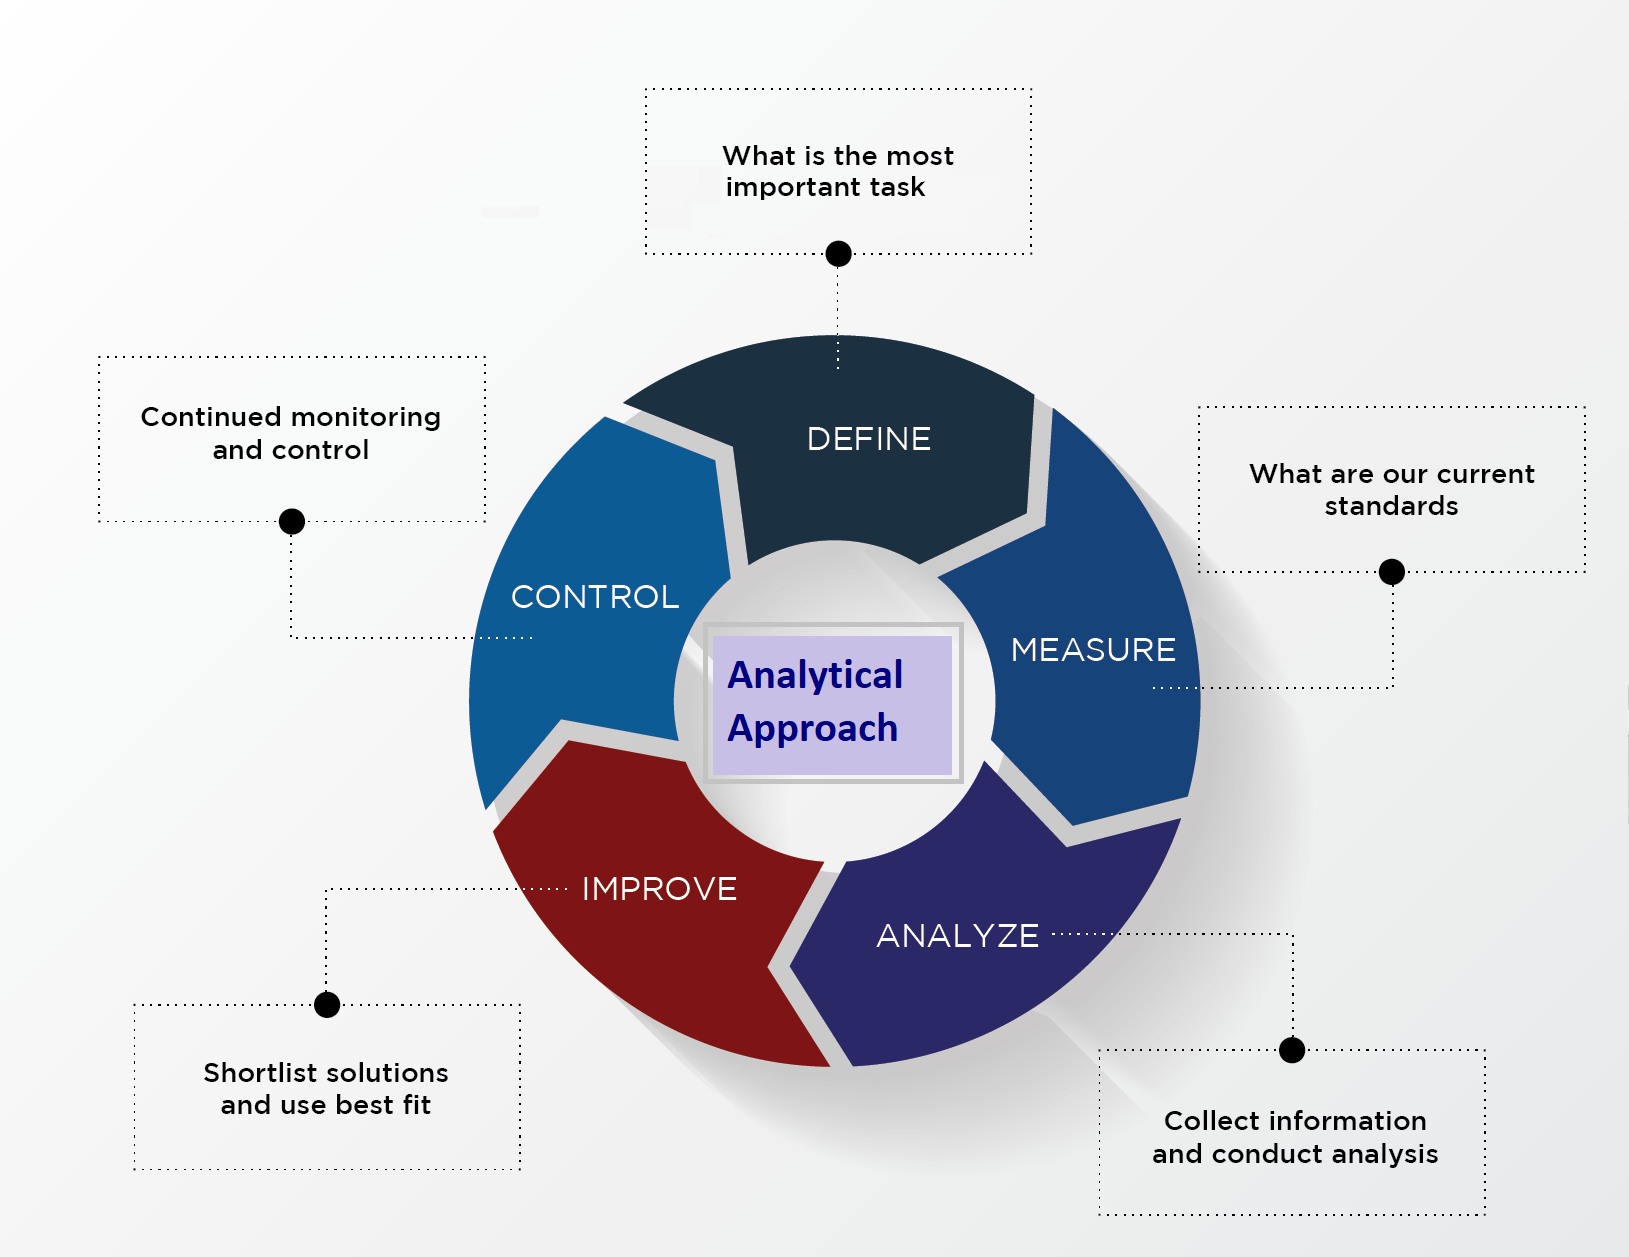 What is the most
important task
DEFINE
Continued monitoring
and control
CONTROL
What are our current
standards
MEASURE
Analytical
Approach
IMPROVE
Shortlist solutions
and use best fit
ANALYZE
Collect information
and conduct analysis